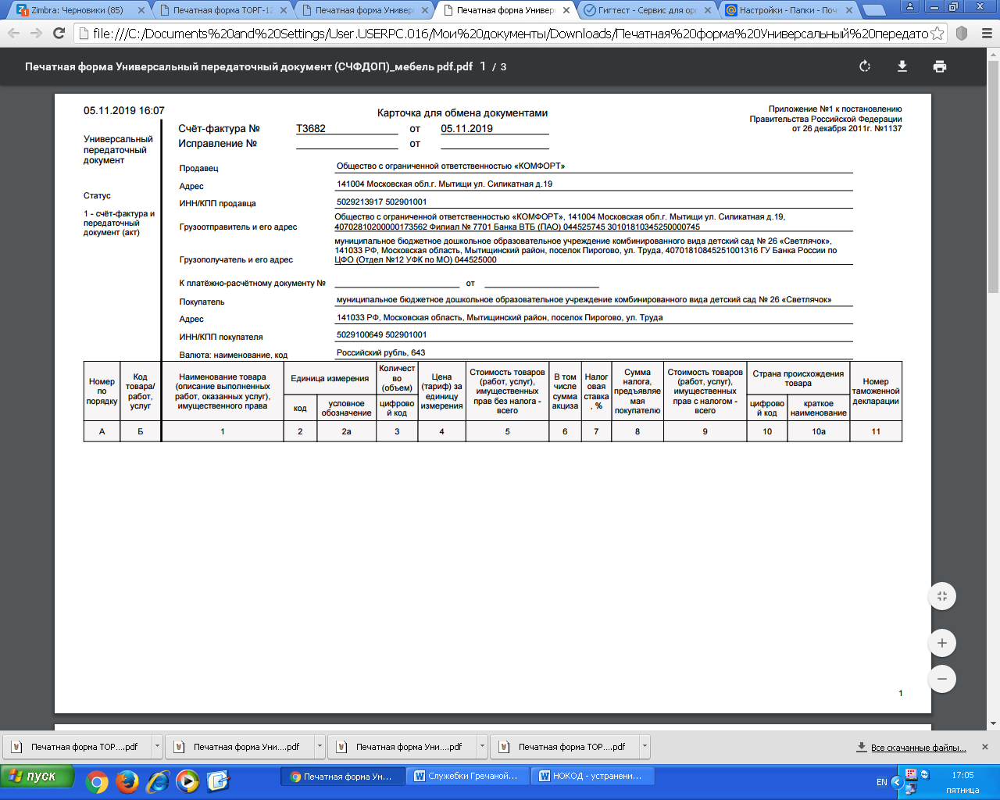 Zimbra: Черновики (85)
Печатная форма ТОРГ-12
Печатная форма Универ
Печатная форма Универ
Гигтест - Сервис для ор
Настройки - Папки - Поч
file:///C:/Documents%20and%20Settings/User.USERPC.016/Мои%20документы/Downloads/Печатная%20форма%20Универсальный%20передато
Печатная форма Универсальный передаточный документ (СЧФДОП)_мебель pdf.pdf 1 / 3
05.11.2019 16:07
Карточка для обмена документами
Приложение №1 к постановлению
Правительства Российской Федерации
от 26 декабря 2011г. №1137
Универсальный
передаточный
документ
Статус
1 - счёт-фактура и
передаточный
документ (акт)
Счёт-фактура № Т3682 от 05.11.2019
Исправление № от
Продавец Общество с ограниченной ответственностью «КОМФОРТ»
Адрес 141004 Московская обл.г. Мытищи ул. Силикатная д.19
ИНН/КПП продавца 5029213917 502901001
Грузоотправитель и его адрес Общество с ограниченной ответственностью «КОМФОРТ», 141004 Московская обл.г. Мытищи ул. Силикатная д.19,
40702810200000173562 Филиал № 7701 Банка ВТБ (ПАО) 044525745 30101810345250000745
Грузополучатель и его адрес муниципальное бюджетное дошкольное образовательное учреждение комбинированного вида детский сад № 26 «Светлячок»,
141033 РФ, Московская область, Мытищинский район, поселок Пирогово, ул. Труда, 40701810845251001316 ГУ Банка России по
ЦФО (Отдел №12 УФК по МО) 044525000
К платёжно-расчётному документу № от
Покупатель муниципальное бюджетное дошкольное образовательное учреждение комбинированного вида детский сад № 26 «Светлячок»
Адрес 141033 РФ, Московская область, Мытищинский район, поселок Пирогово, ул. Труда
ИНН/КПП покупателя 5029100649 502901001
Валюта: наименование, код Российский рубль, 643
Номер
по
порядку
Код
товара/
работ,
услуг
Наименование товара
(описание выполненных
работ, оказанных услуг),
имущественного права
Единица измерения
код
условное
обозначение
Количест
во
(объем)
цифрово
й код
Цена
(тариф) за
единицу
измерения
Стоимость товаров
(работ, услуг),
имущественных
прав без налога -
всего
В том
числе
сумма
акциза
Налог
овая
ставка
, %
Сумма
налога,
предъявляе
мая
покупателю
Стоимость товаров
(работ, услуг),
имущественных
прав с налогом -
всего
Страна происхождения
товара
цифрово
й код
краткое
наименование
Номер
таможенной
декларации
А Б 1 2 2а 3 4 5 6 7 8 9 10 10а 11
1
Печатная форма ТОР....pdf
Печатная форма Уни....pdf
Печатная форма Уни....pdf
Печатная форма ТОР....pdf
Все скачанные файлы...
пуск
Печатная форма Ун...
Служебки Гречаной...
НОКОД - устранени...
EN
17:05
пятница